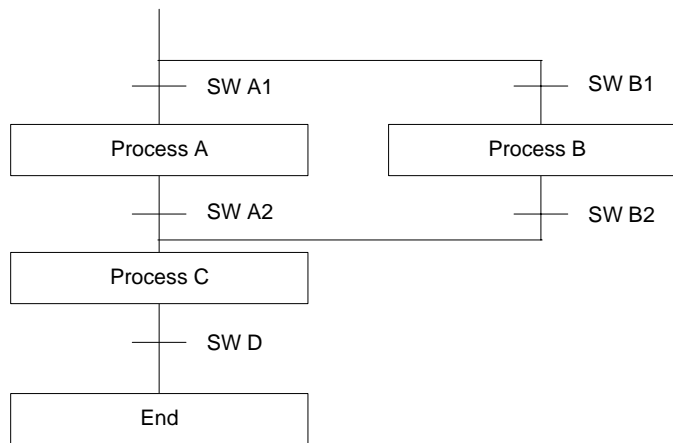 SW A1
SW B1
Process A
Process B
SW A2
SW B2
Process C
SW D
End